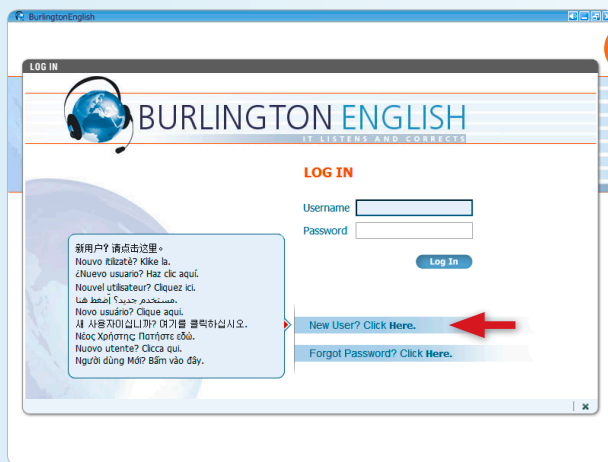 BurlingtonEnglish
LOG IN
BURLINGTON ENGLISH
IT LISTENS AND CORRECTS
LOG IN
Username
Password
Log In
新用户? 请点击这里。
Nouvo itilizatè? Klike la.
¿Nuevo usuario? Haz clic aquí.
Nouvel utilisateur? Cliquez ici.
مستخدم جديد؟ إضغط هنا.
Novo usuário? Clique aqui.
새 사용자이십니까? 여기를 클릭하십시오.
Νέος Χρήστης; Πατήστε εδώ.
Nuovo utente? Clicca qui.
Người dùng Mới? Bấm vào đây.
New User? Click Here.
Forgot Password? Click Here.